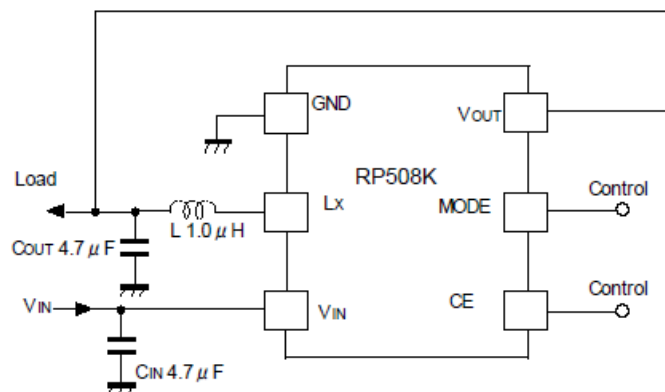 GND
VOUT
RP508K
Load
Control
Lx
MODE
L 1.0 μH
COUT 4.7 μF
Control
VIN
VIN
CE
CIN 4.7 μF